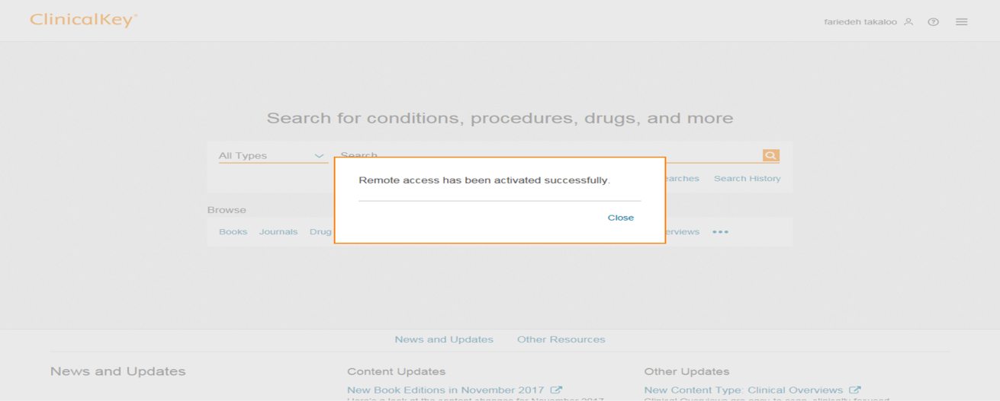 ClinicalKey®
fariedeh takaloo
Search for conditions, procedures, drugs, and more
All Types Search
Remote access has been activated successfully.
Search History
Close
Browse
Books Journals Drug
News and Updates Other Resources
News and Updates Content Updates Other Updates
New Book Editions in November 2017 New Content Type: Clinical Overviews
Here's a look at the content changes for November 2017 Clinical Overviews are easy to scan, clinically focused